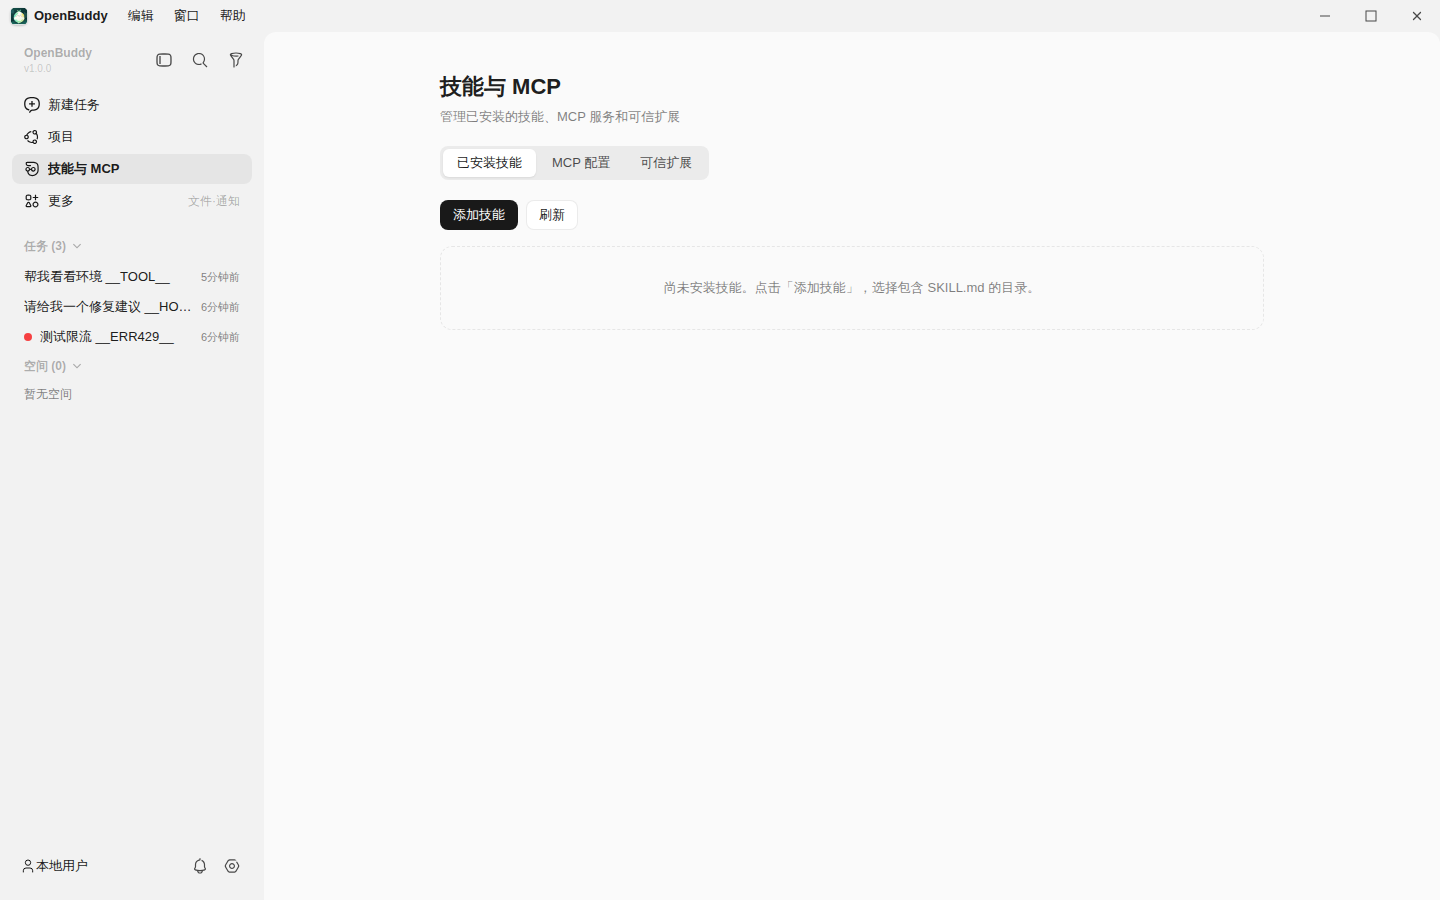 OpenBuddy 编辑 窗口 帮助
OpenBuddy
v1.0.0
新建任务
项目
技能与 MCP
更多 文件·通知
任务 (3)
帮我看看环境 __TOOL__ 5分钟前
请给我一个修复建议 __HO... 6分钟前
测试限流 __ERR429__ 6分钟前
空间 (0)
暂无空间
本地用户
技能与 MCP
管理已安装的技能、MCP 服务和可信扩展
已安装技能 MCP 配置 可信扩展
添加技能 刷新
尚未安装技能。点击「添加技能」，选择包含 SKILL.md 的目录。